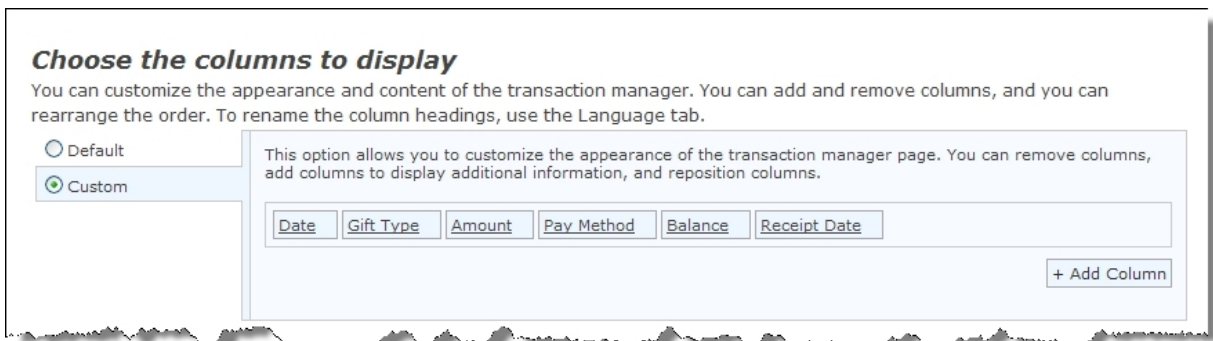 Choose the columns to display
You can customize the appearance and content of the transaction manager. You can add and remove columns, and you can
rearrange the order. To rename the column headings, use the Language tab.
Default
Custom
This option allows you to customize the appearance of the transaction manager page. You can remove columns,
add columns to display additional information, and reposition columns.
Date Gift Type Amount Pay Method Balance Receipt Date
+ Add Column